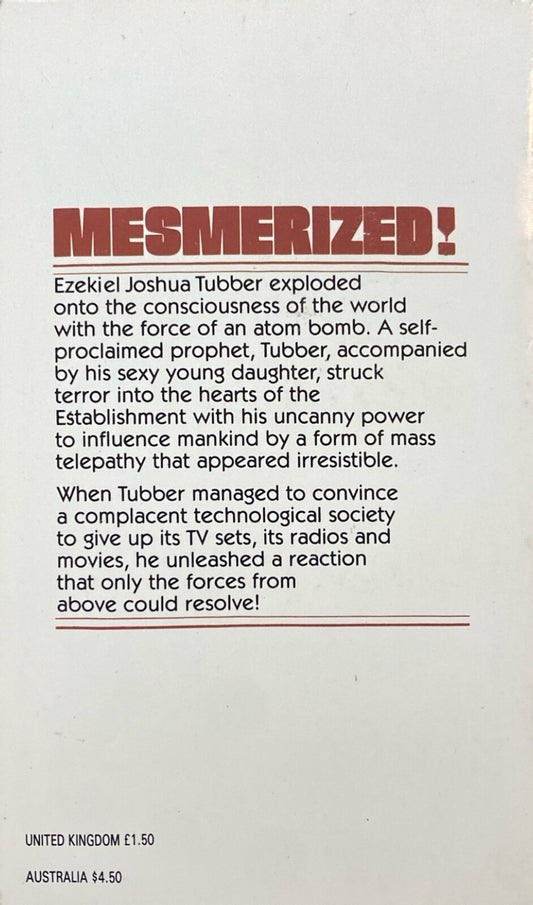 MESMERIZED!
Ezekiel Joshua Tubber exploded
onto the consciousness of the world
with the force of an atom bomb. A self-
proclaimed prophet, Tubber, accompanied
by his sexy young daughter, struck
terror into the hearts of the
Establishment with his uncanny power
to influence mankind by a form of mass
telepathy that appeared irresistible.
When Tubber managed to convince
a complacent technological society
to give up its TV sets, its radios and
movies, he unleashed a reaction
that only the forces from
above could resolve!
UNITED KINGDOM £1.50
AUSTRALIA $4.50